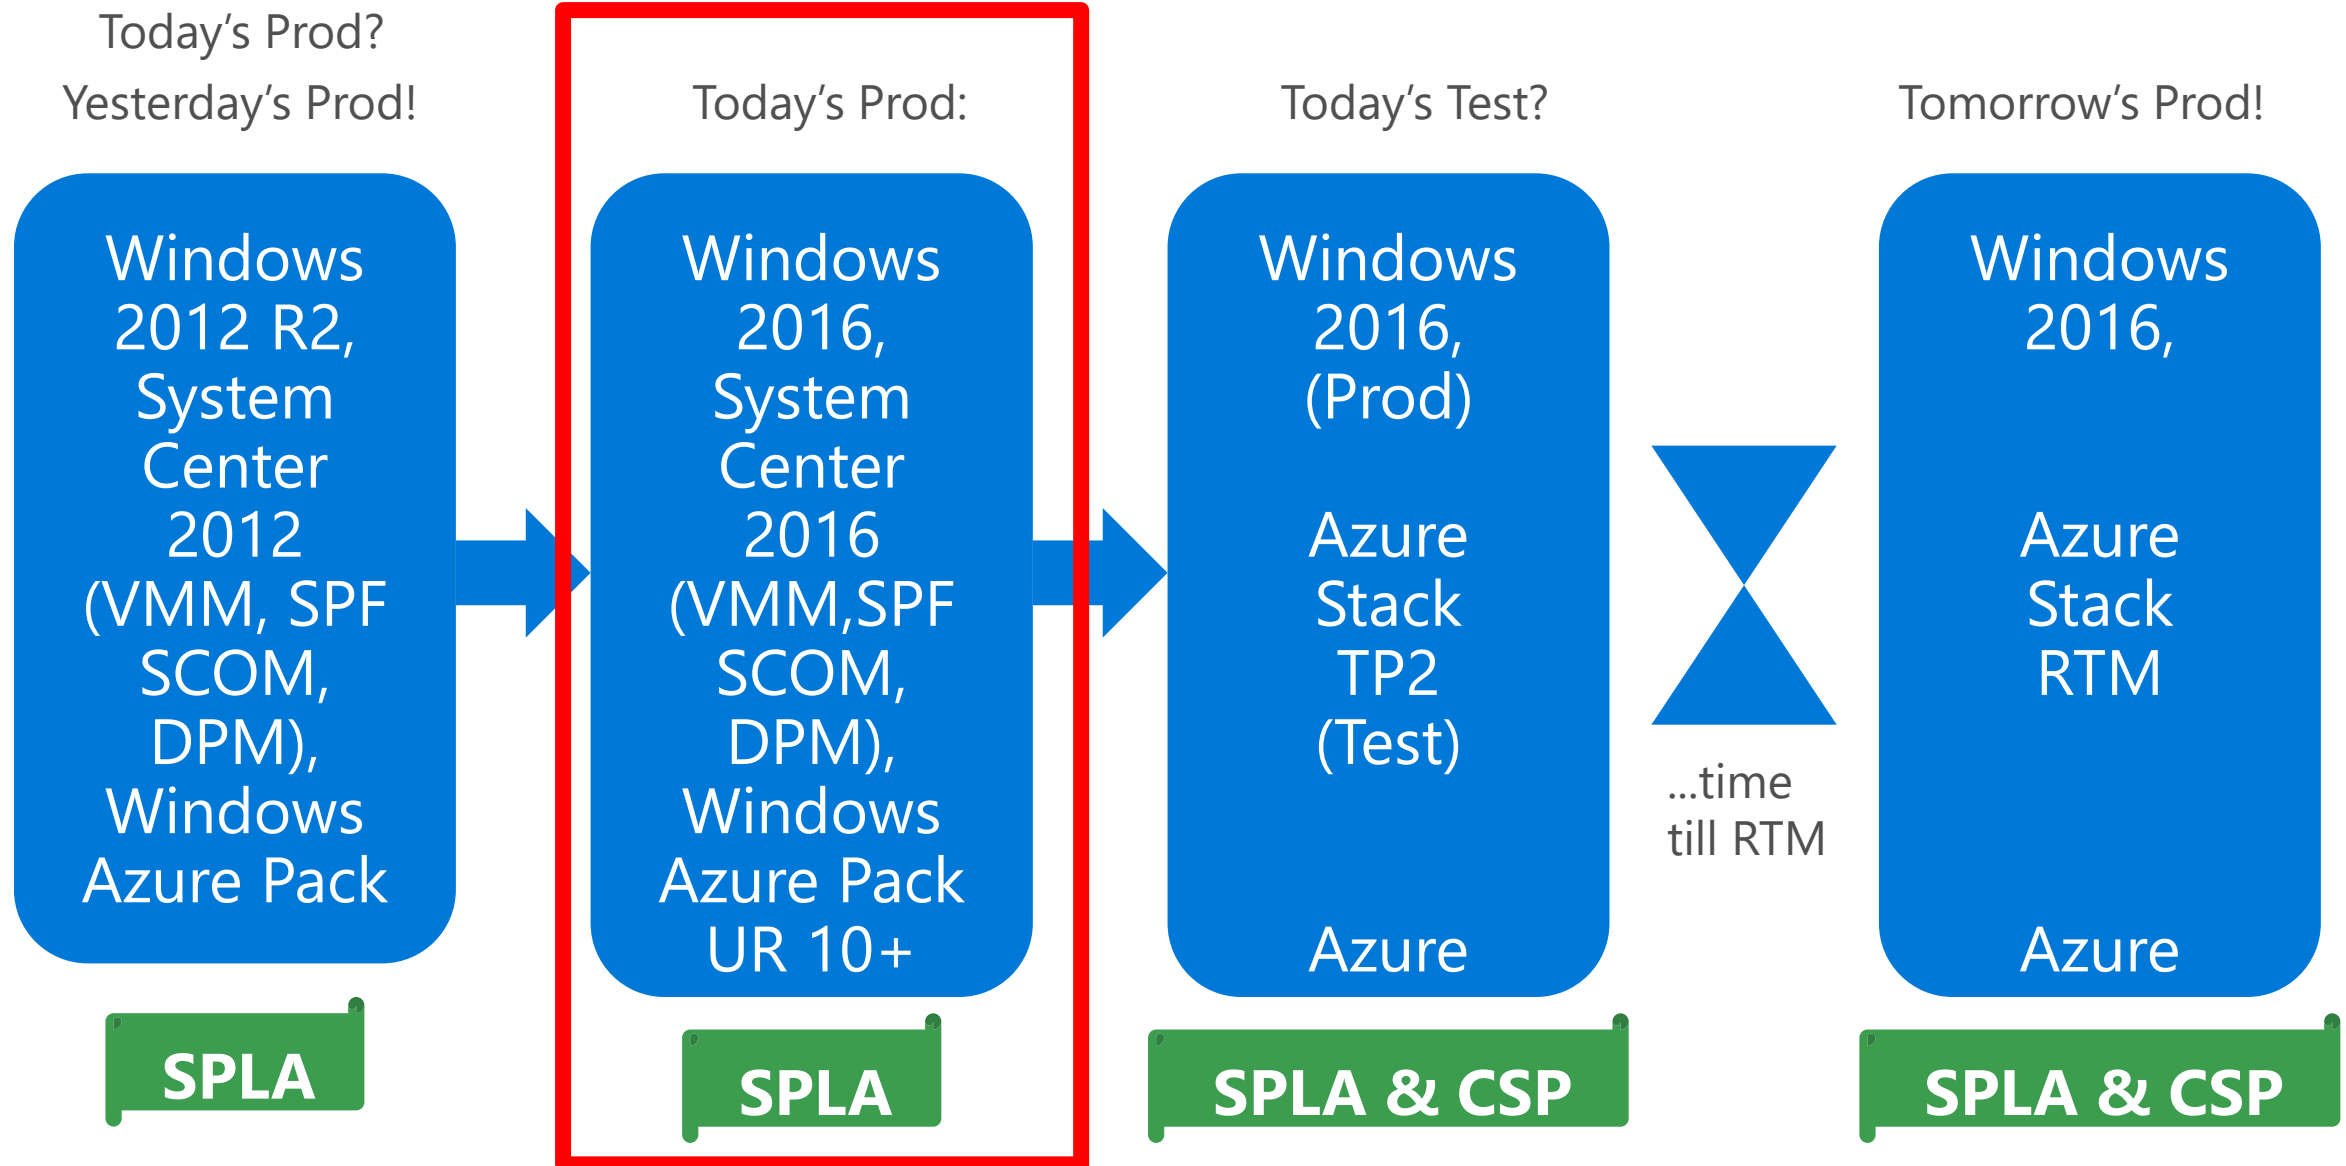 Today's Prod?
Yesterday's Prod!
Windows
2012 R2,
System
Center
2012
(VMM, SPF
SCOM,
DPM),
Windows
Azure Pack
SPLA
Today's Prod:
Windows
2016,
System
Center
2016
(VMM,SPF
SCOM,
DPM),
Windows
Azure Pack
UR 10+
SPLA
Today's Test?
Windows
2016,
(Prod)
Azure
Stack
TP2
(Test)
Azure
SPLA & CSP
...time
till RTM
Tomorrow's Prod!
Windows
2016,
Azure
Stack
RTM
Azure
SPLA & CSP